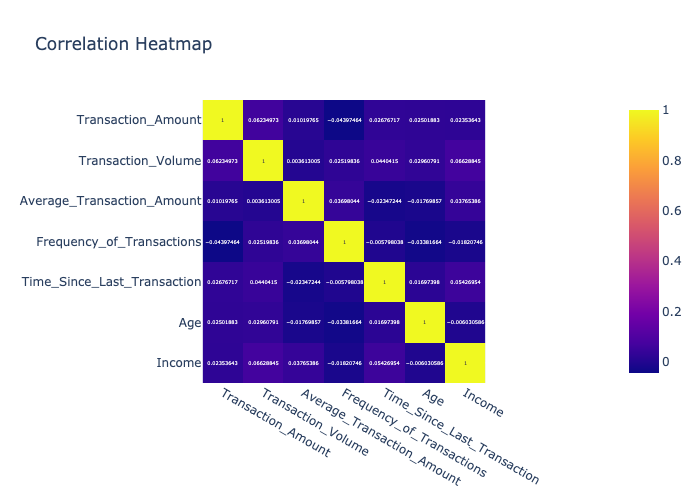 Correlation Heatmap
Transaction_Amount 1 0.06234973 0.01019765 −0.04397464 0.02676717 0.02501883 0.02353643
Transaction_Volume 0.06234973 1 0.003613005 0.02519836 0.0440415 0.02960791 0.06628845
Average_Transaction_Amount 0.01019765 0.003613005 1 0.03698044 −0.02347244 −0.01769857 0.03765386
Frequency_of_Transactions −0.04397464 0.02519836 0.03698044 1 −0.005798038 −0.03381664 −0.01820746
Time_Since_Last_Transaction 0.02676717 0.0440415 −0.02347244 −0.005798038 1 0.01697398 0.05426954
Age 0.02501883 0.02960791 −0.01769857 −0.03381664 0.01697398 1 −0.006030586
Income 0.02353643 0.06628845 0.03765386 −0.01820746 0.05426954 −0.006030586 1
Transaction_Amount
Transaction_Volume
Average_Transaction_Amount
Frequency_of_Transactions
Time_Since_Last_Transaction
Age
Income
1
0.8
0.6
0.4
0.2
0